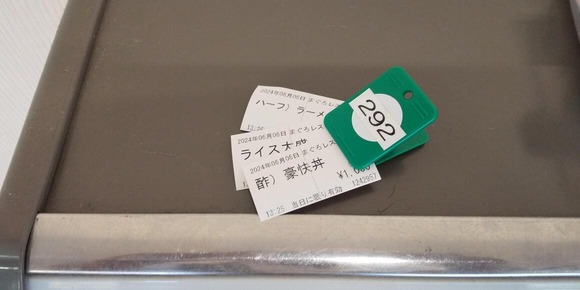 2024年06月06日 まぐろレス
ハーフ) ラーメ
2024年06月06日 まぐろレス
ライス大盛
2024年06月06日 まぐろレス
酢) 豪快丼
¥1,0
13:25 当日に限り有効 1242957
292